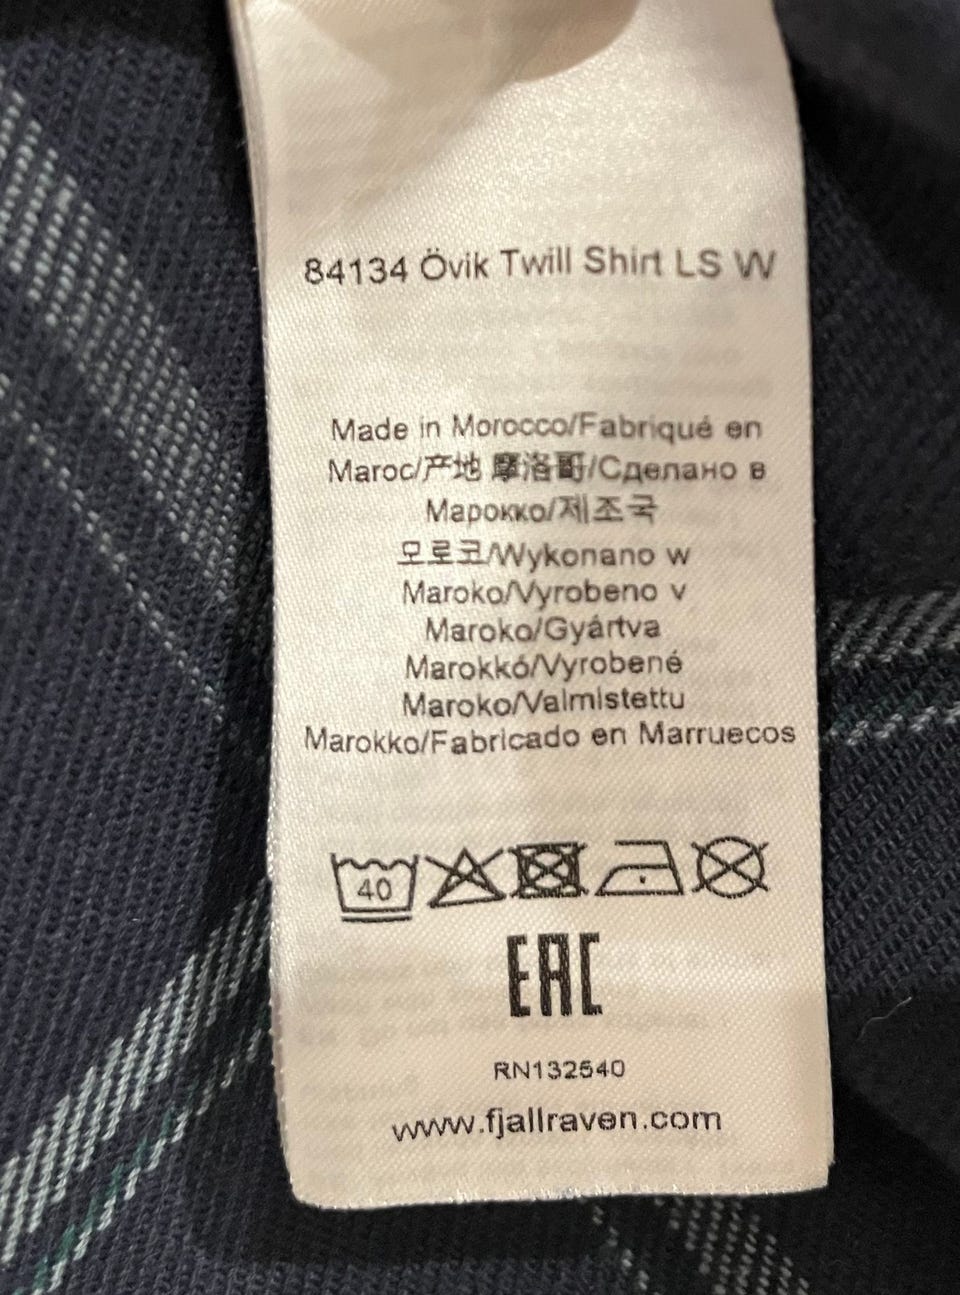 84134 Övik Twill Shirt LS W
Made in Morocco/Fabriqué en
Maroc/产地 摩洛哥/Сделано в
Марокко/제조국
모로코/Wykonano w
Maroko/Vyrobeno v
Maroko/Gyártva
Marokkó/Vyrobené
Maroko/Valmistettu
Marokko/Fabricado en Marruecos
40
EAC
RN132540
www.fjallraven.com